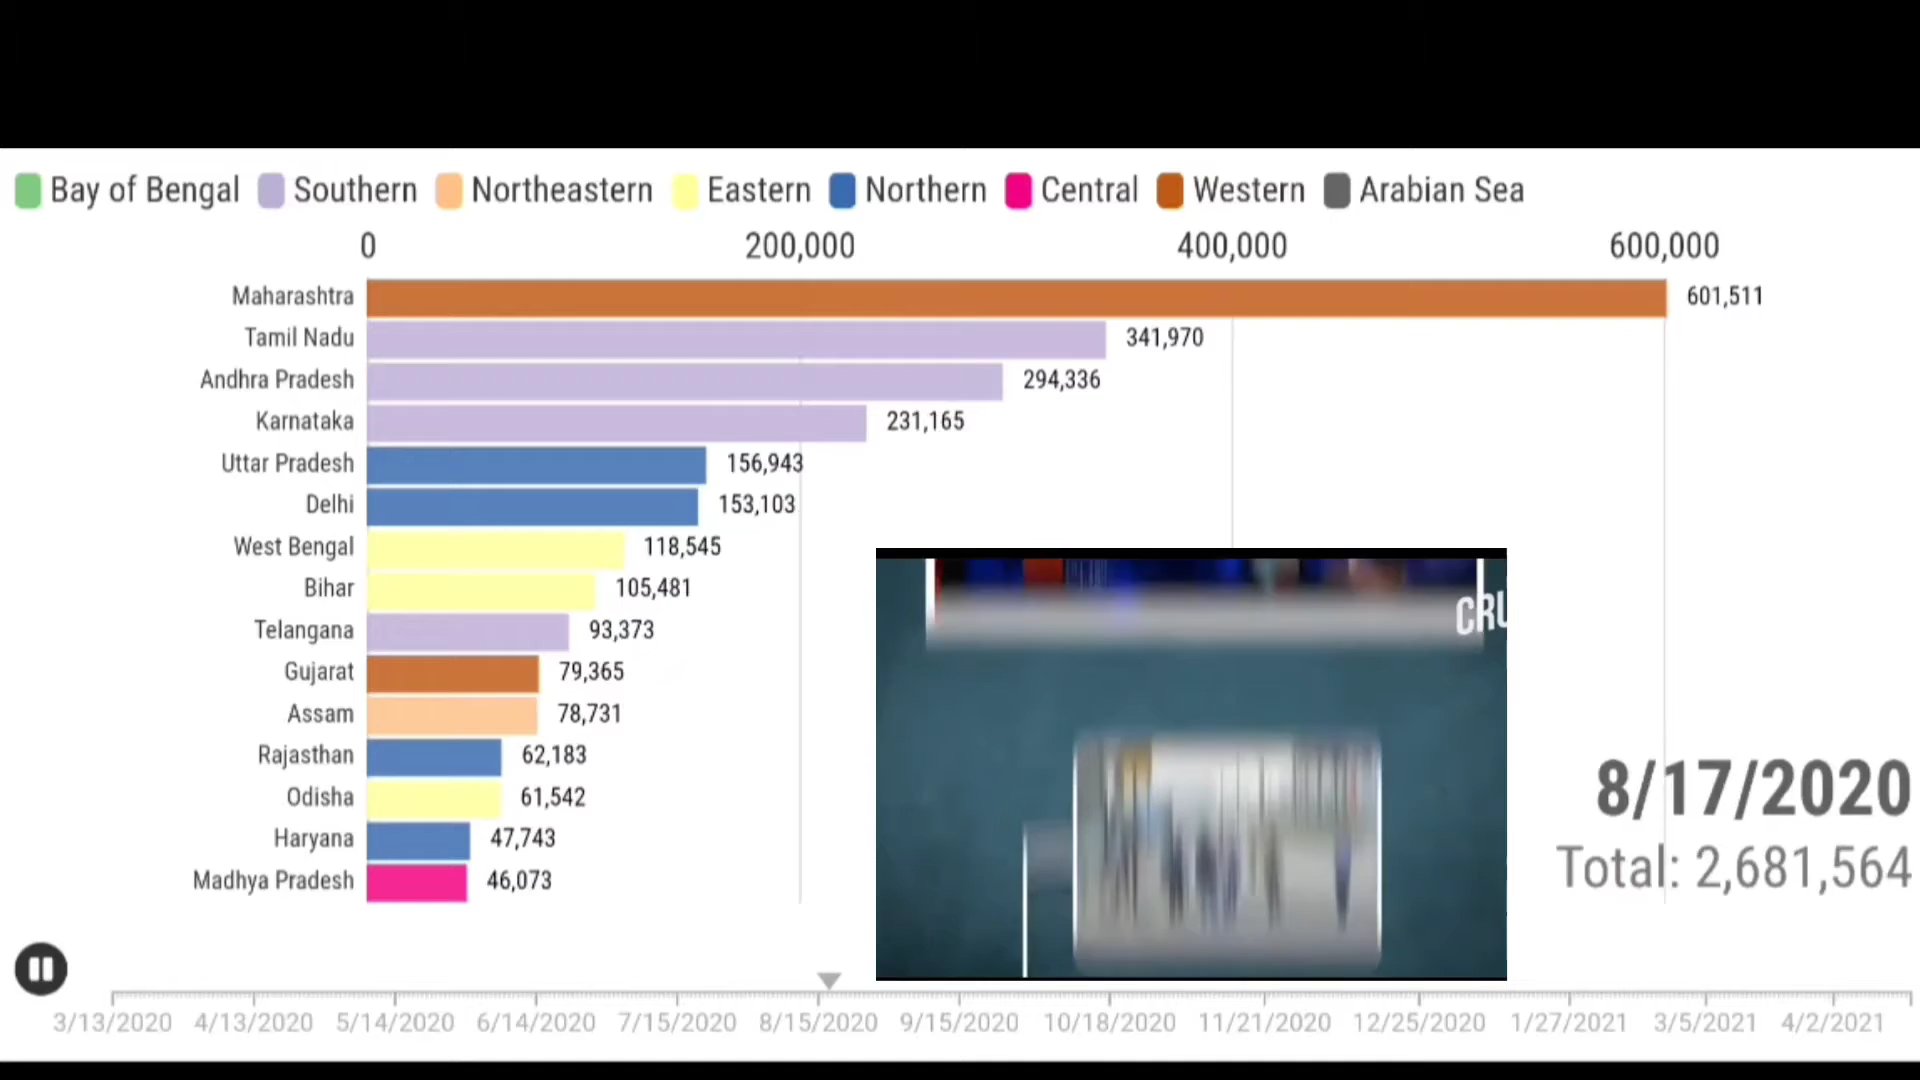 Bay of Bengal Southern Northeastern Eastern Northern Central Western Arabian Sea
0 200,000 400,000 600,000
Maharashtra 601,511
Tamil Nadu 341,970
Andhra Pradesh 294,336
Karnataka 231,165
Uttar Pradesh 156,943
Delhi 153,103
West Bengal 118,545
Bihar 105,481
Telangana 93,373
Gujarat 79,365
Assam 78,731
Rajasthan 62,183
Odisha 61,542
Haryana 47,743
Madhya Pradesh 46,073
CRU
8/17/2020
Total: 2,681,564
3/13/2020 4/13/2020 5/14/2020 6/14/2020 7/15/2020 8/15/2020 9/15/2020 10/18/2020 11/21/2020 12/25/2020 1/27/2021 3/5/2021 4/2/2021